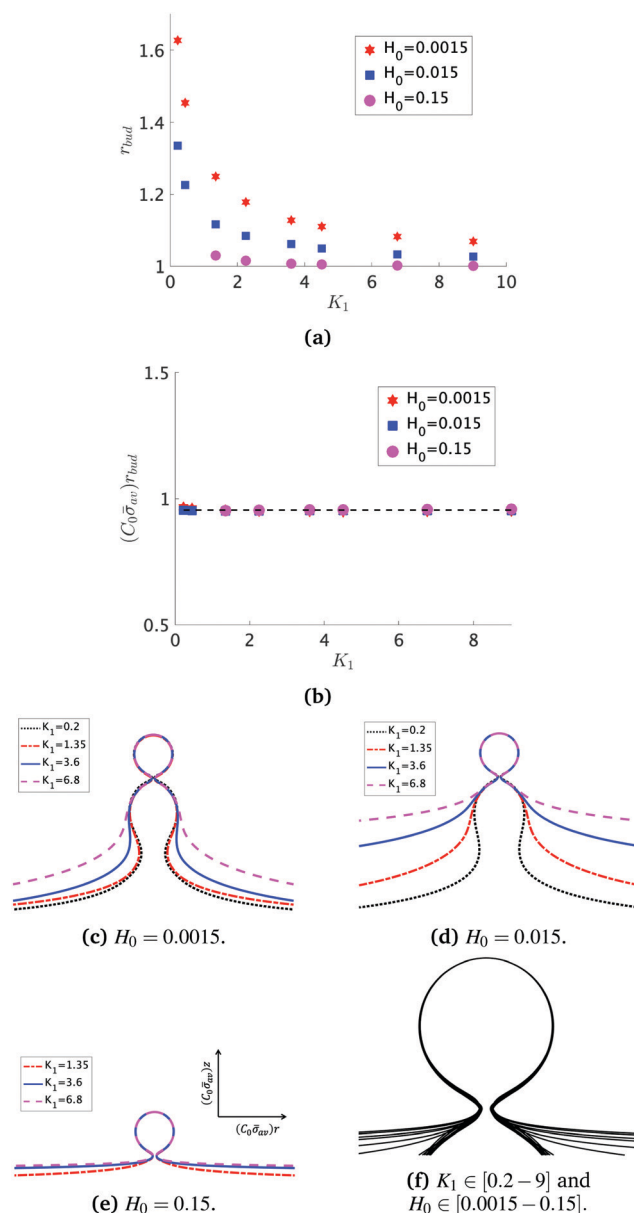 1.6
1.4
1.2
1
r_bud
H_0=0.0015
H_0=0.015
H_0=0.15
0 2 4 6 8 10
K_1
(a)
1.5
1
0.5
(C_0σ̄_av)r_bud
H_0=0.0015
H_0=0.015
H_0=0.15
0 2 4 6 8
K_1
(b)
K_1=0.2
K_1=1.35
K_1=3.6
K_1=6.8
(c) H_0 = 0.0015.
K_1=0.2
K_1=1.35
K_1=3.6
K_1=6.8
(d) H_0 = 0.015.
K_1=1.35
K_1=3.6
K_1=6.8
(C_0σ̄_av)z
(C_0σ̄_av)r
(e) H_0 = 0.15.
(f) K_1 ∈ [0.2 − 9] and
H_0 ∈ [0.0015 − 0.15].